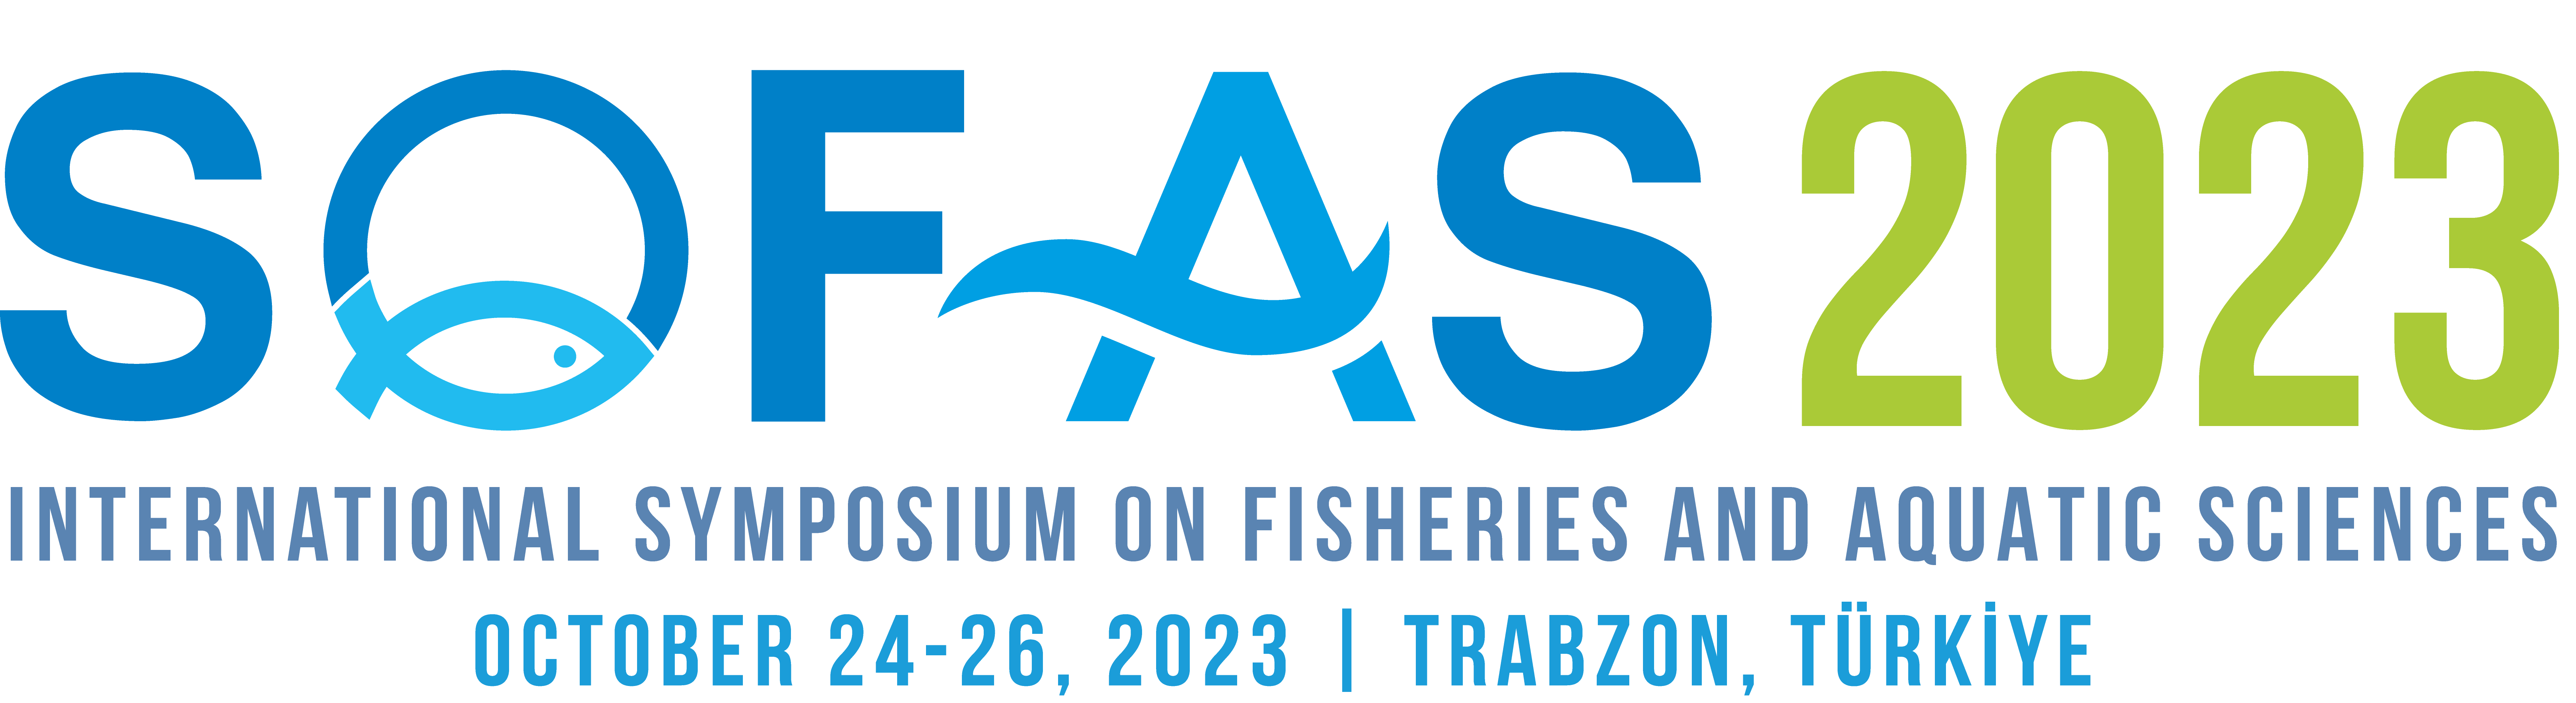 SOFAS 2023
INTERNATIONAL SYMPOSIUM ON FISHERIES AND AQUATIC SCIENCES
OCTOBER 24-26, 2023 | TRABZON, TÜRKİYE